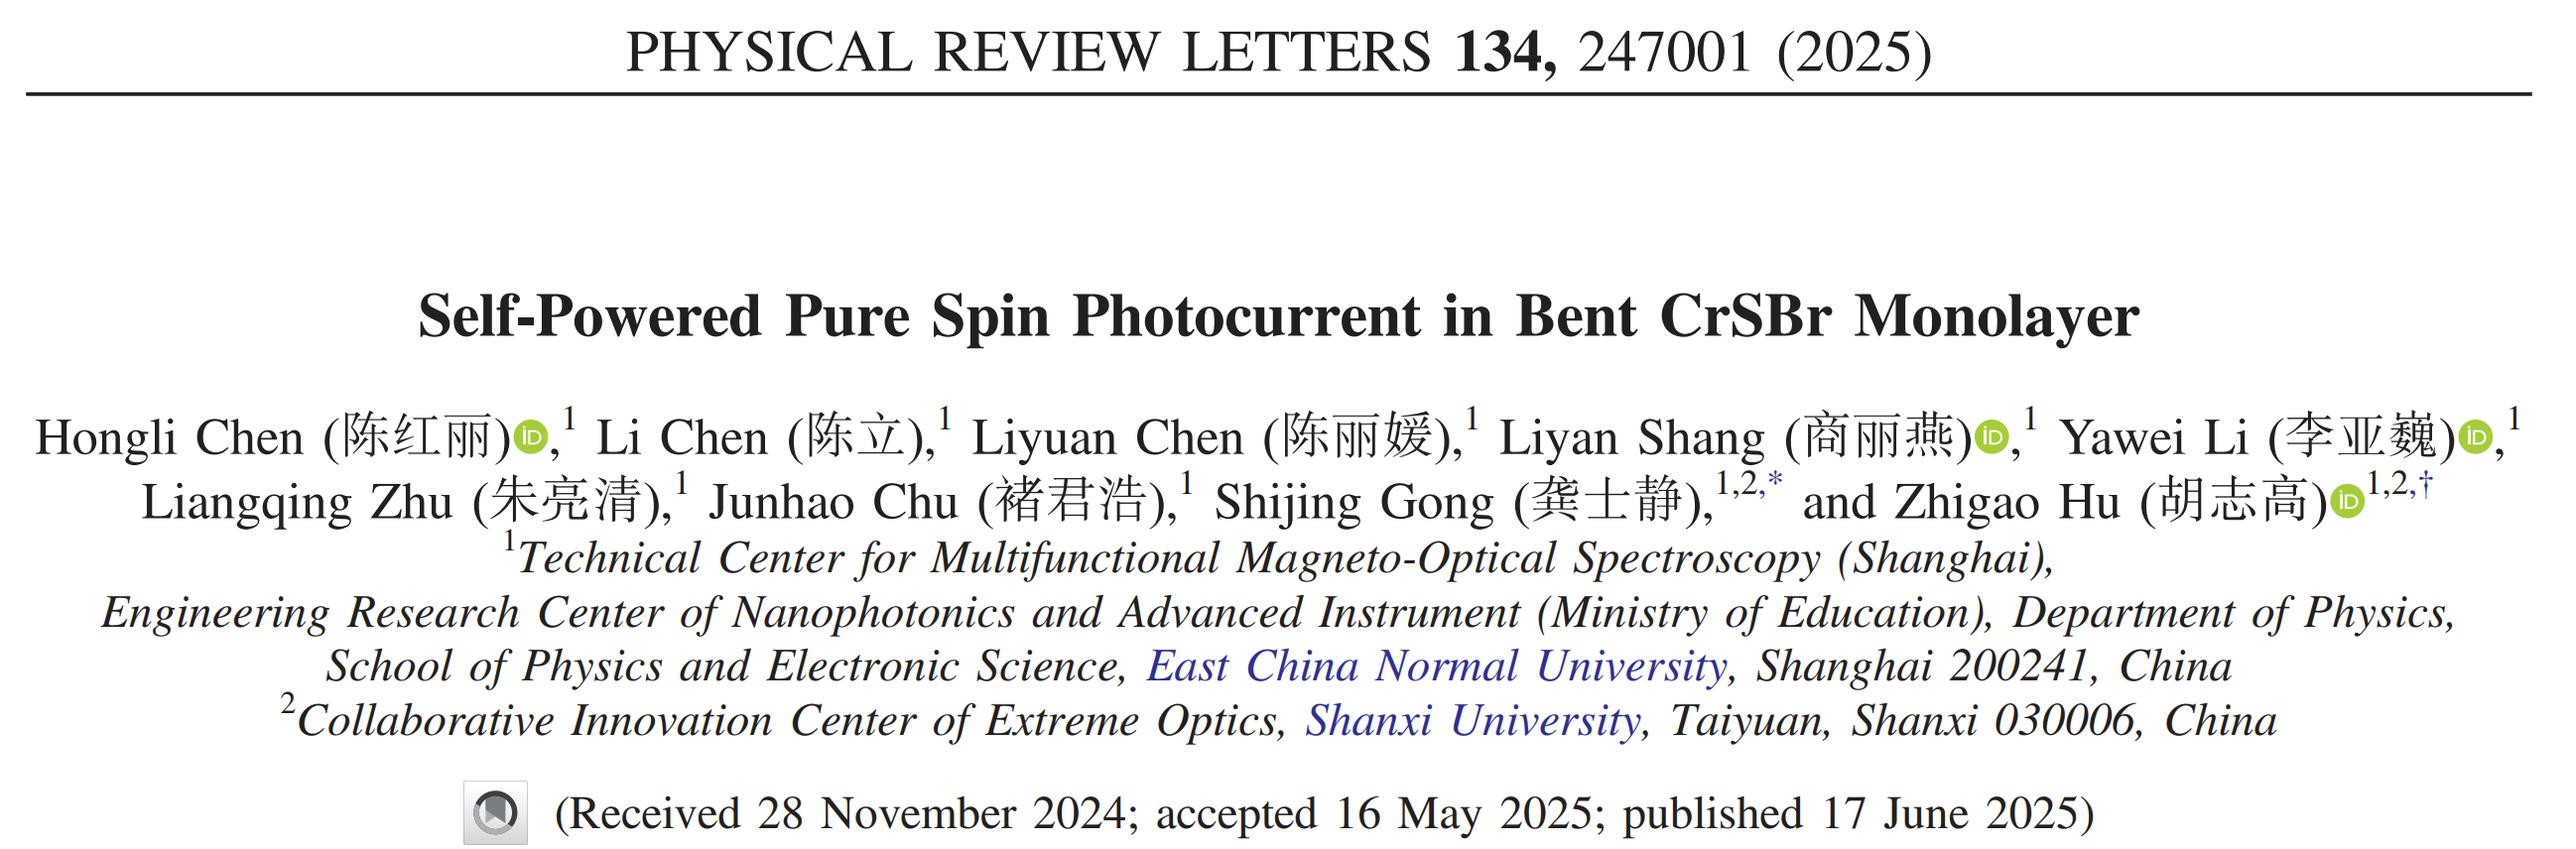 PHYSICAL REVIEW LETTERS 134, 247001 (2025)
Self-Powered Pure Spin Photocurrent in Bent CrSBr Monolayer
Hongli Chen (陈红丽)iD,1 Li Chen (陈立),1 Liyuan Chen (陈丽媛),1 Liyan Shang (商丽燕)iD,1 Yawei Li (李亚巍)iD,1
Liangqing Zhu (朱亮清),1 Junhao Chu (褚君浩),1 Shijing Gong (龚士静),1,2,* and Zhigao Hu (胡志高)iD1,2,†
1Technical Center for Multifunctional Magneto-Optical Spectroscopy (Shanghai),
Engineering Research Center of Nanophotonics and Advanced Instrument (Ministry of Education), Department of Physics,
School of Physics and Electronic Science, East China Normal University, Shanghai 200241, China
2Collaborative Innovation Center of Extreme Optics, Shanxi University, Taiyuan, Shanxi 030006, China
(Received 28 November 2024; accepted 16 May 2025; published 17 June 2025)